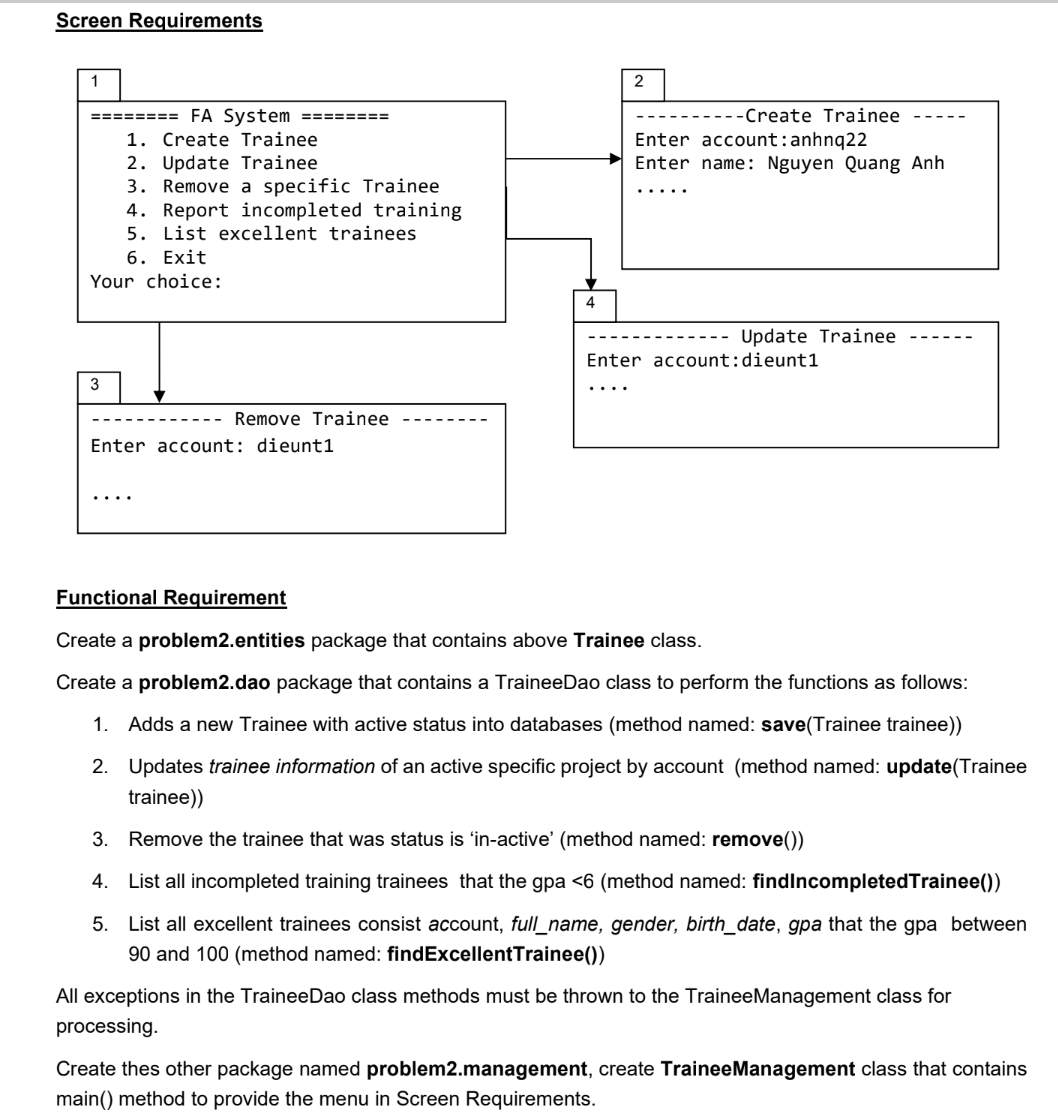 Screen Requirements
1
======== FA System ========
1. Create Trainee
2. Update Trainee
3. Remove a specific Trainee
4. Report incompleted training
5. List excellent trainees
6. Exit
Your choice:
2
----------Create Trainee -----
Enter account:anhnq22
Enter name: Nguyen Quang Anh
.....
4
------------- Update Trainee ------
Enter account:dieunt1
....
3
------------ Remove Trainee --------
Enter account: dieunt1
....
Functional Requirement
Create a problem2.entities package that contains above Trainee class.
Create a problem2.dao package that contains a TraineeDao class to perform the functions as follows:
1. Adds a new Trainee with active status into databases (method named: save(Trainee trainee))
2. Updates trainee information of an active specific project by account (method named: update(Trainee
trainee))
3. Remove the trainee that was status is ‘in-active’ (method named: remove())
4. List all incompleted training trainees that the gpa <6 (method named: findIncompletedTrainee())
5. List all excellent trainees consist account, full_name, gender, birth_date, gpa that the gpa between
90 and 100 (method named: findExcellentTrainee())
All exceptions in the TraineeDao class methods must be thrown to the TraineeManagement class for
processing.
Create thes other package named problem2.management, create TraineeManagement class that contains
main() method to provide the menu in Screen Requirements.